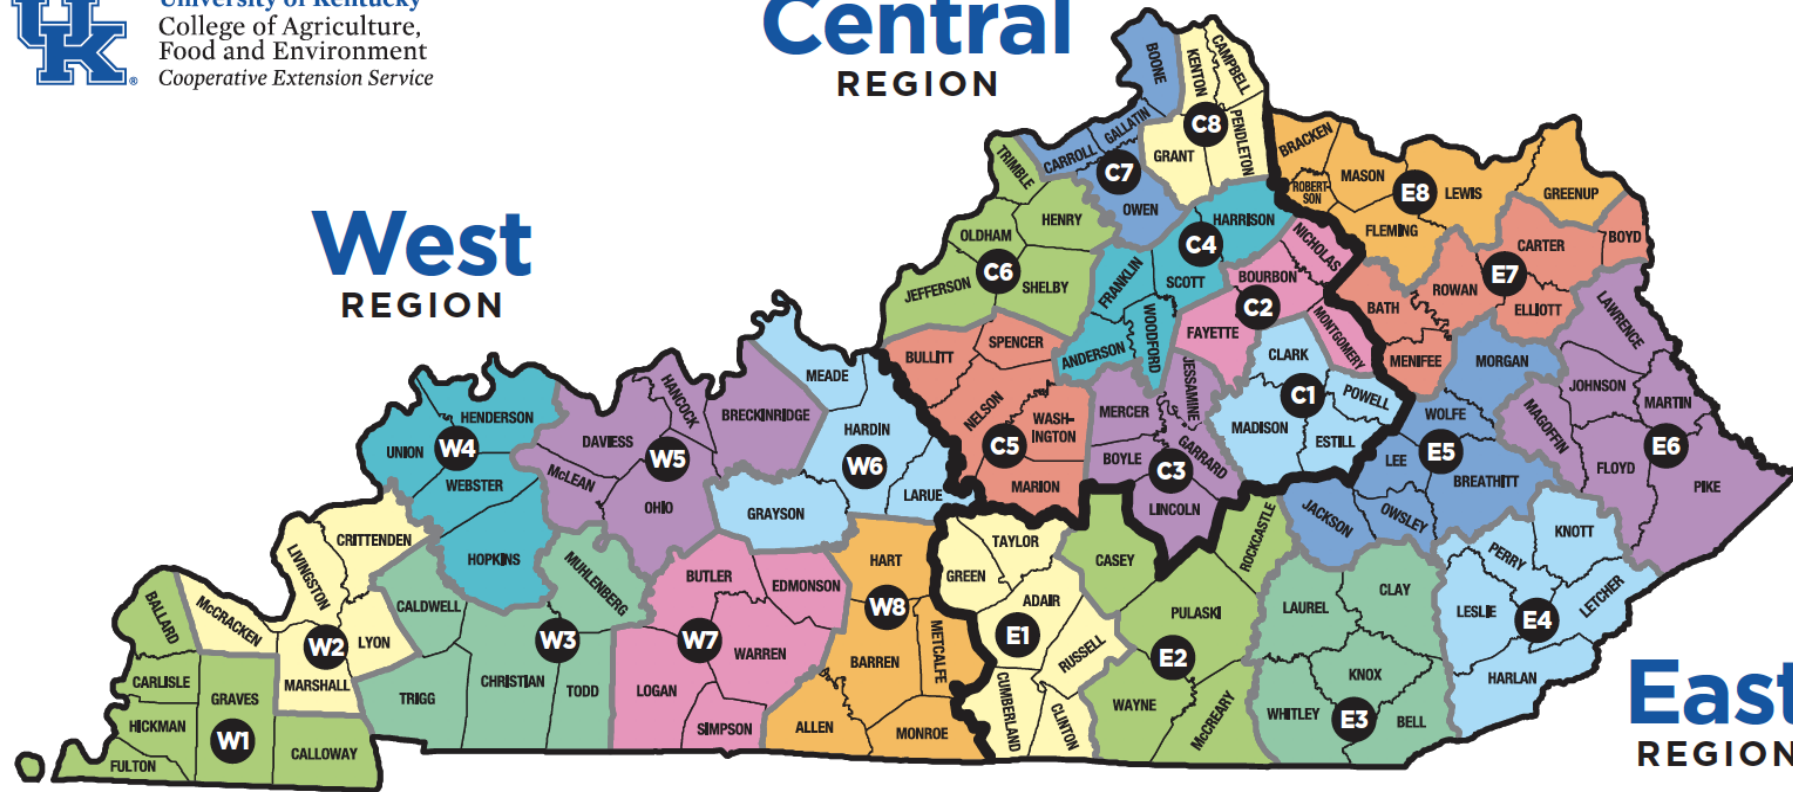 University of Kentucky
College of Agriculture,
Food and Environment
Cooperative Extension Service
UK
®
Central
REGION
West
REGION
East
REGION
BOONE
KENTON
CAMPBELL
C8
PENDLETON
GRANT
GALLATIN
CARROLL
C7
OWEN
TRIMBLE
HENRY
OLDHAM
C6
JEFFERSON
SHELBY
HARRISON
C4
FRANKLIN
SCOTT
WOODFORD
ANDERSON
NICHOLAS
BOURBON
C2
FAYETTE
MONTGOMERY
CLARK
C1
POWELL
MADISON
ESTILL
BULLITT
SPENCER
NELSON
WASH-
INGTON
C5
MARION
MERCER
JESSAMINE
BOYLE
C3
GARRARD
LINCOLN
BRACKEN
MASON
ROBERT-
SON
E8
LEWIS
GREENUP
FLEMING
CARTER
BOYD
E7
ROWAN
BATH
ELLIOTT
MENIFEE
LAWRENCE
JOHNSON
MARTIN
MAGOFFIN
E6
FLOYD
PIKE
MORGAN
WOLFE
E5
LEE
BREATHITT
OWSLEY
JACKSON
KNOTT
PERRY
LESLIE
E4
LETCHER
HARLAN
CLAY
LAUREL
KNOX
WHITLEY
E3
BELL
ROCKCASTLE
CASEY
PULASKI
E2
WAYNE
McCREARY
TAYLOR
GREEN
ADAIR
E1
RUSSELL
CUMBERLAND
CLINTON
MEADE
HARDIN
W6
LARUE
GRAYSON
HANCOCK
BRECKINRIDGE
DAVIESS
W5
McLEAN
OHIO
HENDERSON
UNION
W4
WEBSTER
HOPKINS
HART
W8
METCALFE
BARREN
ALLEN
MONROE
BUTLER
EDMONSON
W7
WARREN
LOGAN
SIMPSON
MUHLENBERG
CALDWELL
W3
CHRISTIAN
TODD
TRIGG
CRITTENDEN
LIVINGSTON
McCRACKEN
W2
LYON
MARSHALL
BALLARD
CARLISLE
GRAVES
HICKMAN
W1
CALLOWAY
FULTON